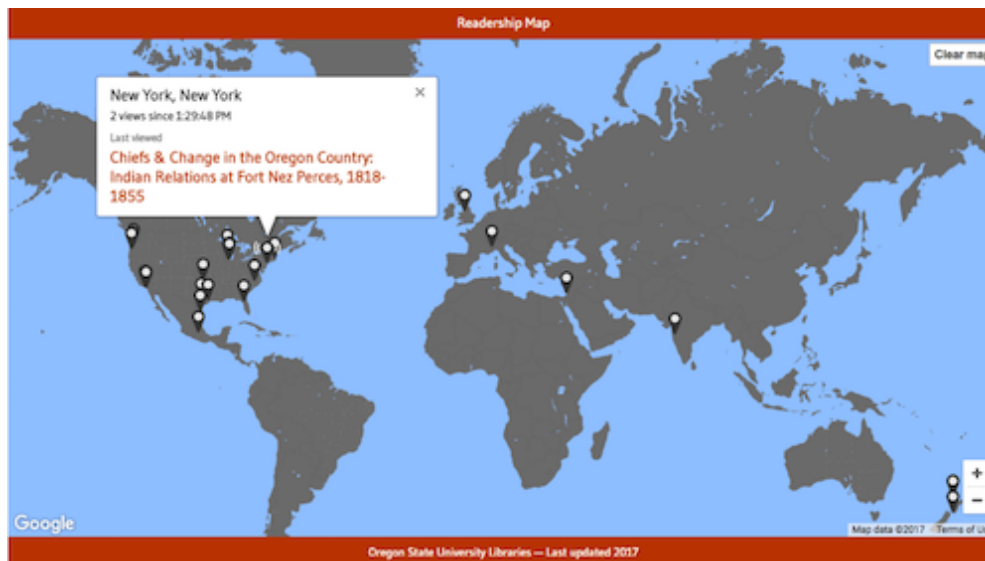 Readership Map
Clear map
New York, New York
2 views since 1:29:48 PM
Last viewed
Chiefs & Change in the Oregon Country:
Indian Relations at Fort Nez Perces, 1818-
1855
Google
Map data ©2017 Terms of U
Oregon State University Libraries — Last updated 2017